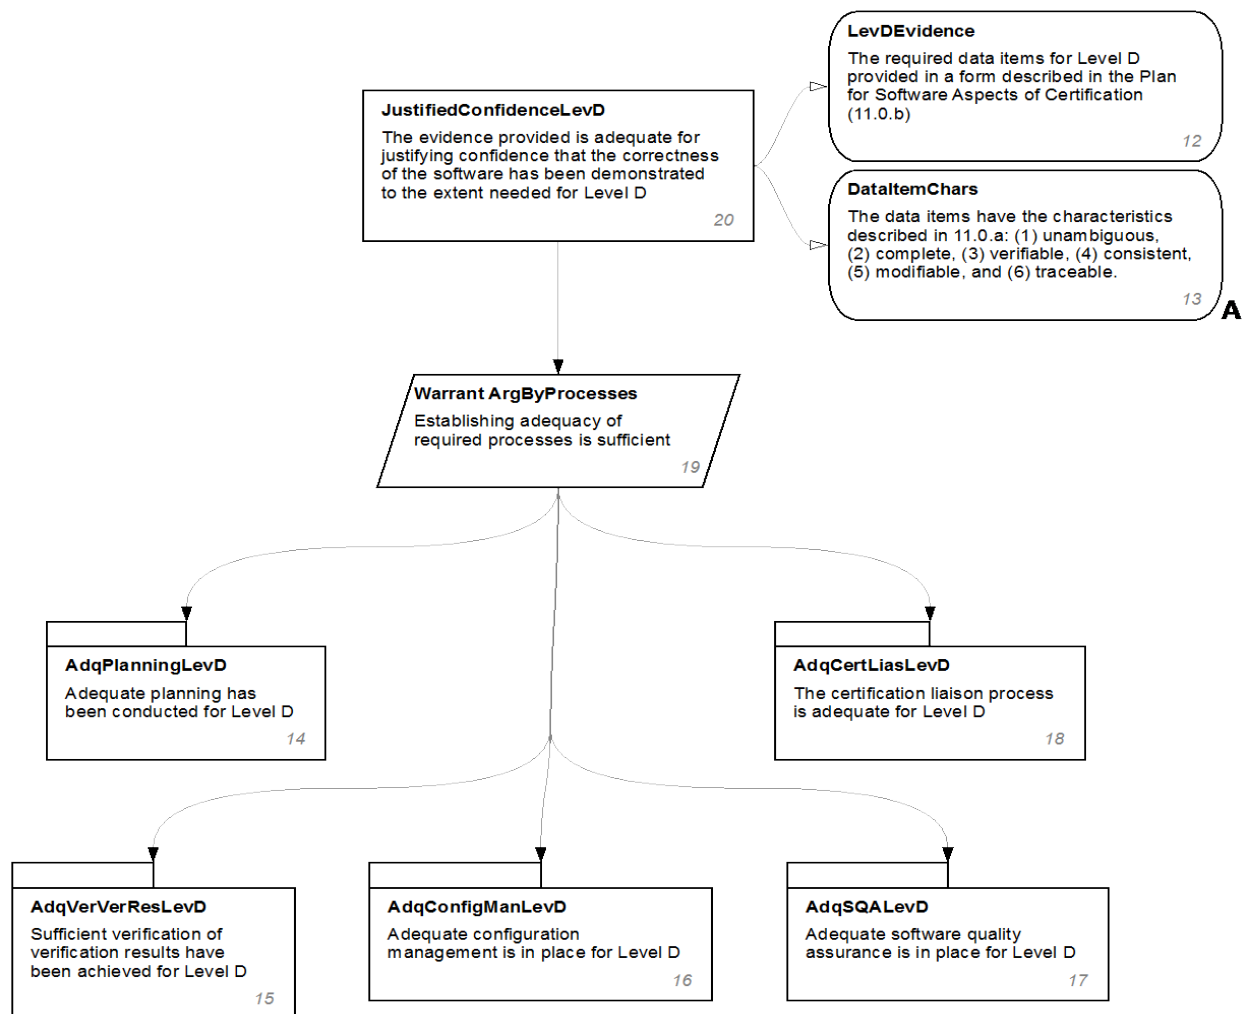 LevDEvidence
The required data items for Level D
provided in a form described in the Plan
for Software Aspects of Certification
(11.0.b)
12
JustifiedConfidenceLevD
The evidence provided is adequate for
justifying confidence that the correctness
of the software has been demonstrated
to the extent needed for Level D
20
DataItemChars
The data items have the characteristics
described in 11.0.a: (1) unambiguous,
(2) complete, (3) verifiable, (4) consistent,
(5) modifiable, and (6) traceable.
13
A
Warrant ArgByProcesses
Establishing adequacy of
required processes is sufficient
19
AdqPlanningLevD
Adequate planning has
been conducted for Level D
14
AdqCertLiasLevD
The certification liaison process
is adequate for Level D
18
AdqVerVerResLevD
Sufficient verification of
verification results have
been achieved for Level D
15
AdqConfigManLevD
Adequate configuration
management is in place for Level D
16
AdqSQALevD
Adequate software quality
assurance is in place for Level D
17